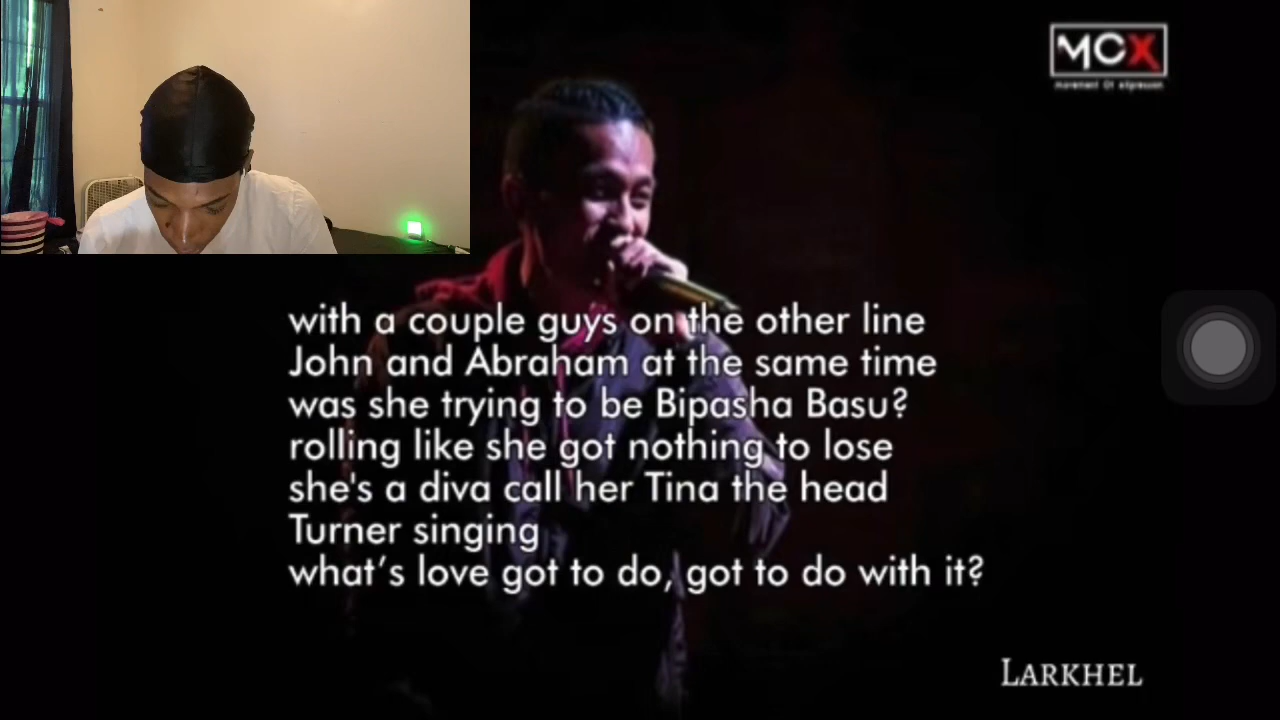 MCX
with a couple guys on the other line
John and Abraham at the same time
was she trying to be Bipasha Basu?
rolling like she got nothing to lose
she's a diva call her Tina the head
Turner singing
what's love got to do, got to do with it?
LARKHEL